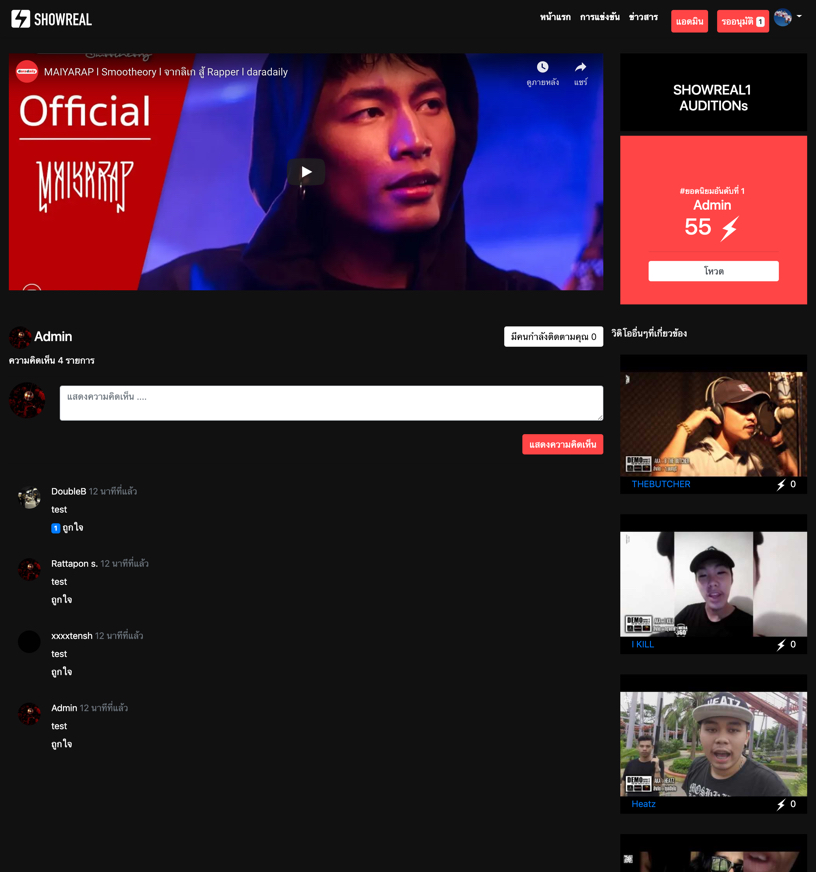 SHOWREAL
หน้าแรก การแข่งขัน ข่าวสาร แอดมิน รออนุมัติ 1
MAIYARAP l Smootheory l จากลิเก สู้ Rapper l daradaily
ดูภายหลัง แชร์
Official
MAIYARAP
SHOWREAL1
AUDITIONs
#ยอดนิยมอันดับที่ 1
Admin
55
โหวต
Admin
มีคนกำลังติดตามคุณ 0
วิดิโออื่นๆที่เกี่ยวข้อง
ความคิดเห็น 4 รายการ
แสดงความคิดเห็น ....
แสดงความคิดเห็น
DoubleB 12 นาทีที่แล้ว
test
1 ถูกใจ
Rattapon s. 12 นาทีที่แล้ว
test
ถูกใจ
xxxxtensh 12 นาทีที่แล้ว
test
ถูกใจ
Admin 12 นาทีที่แล้ว
test
ถูกใจ
DEMO
THEBUTCHER 0
DEMO
I KILL 0
HEATZ
DEMO
Heatz 0